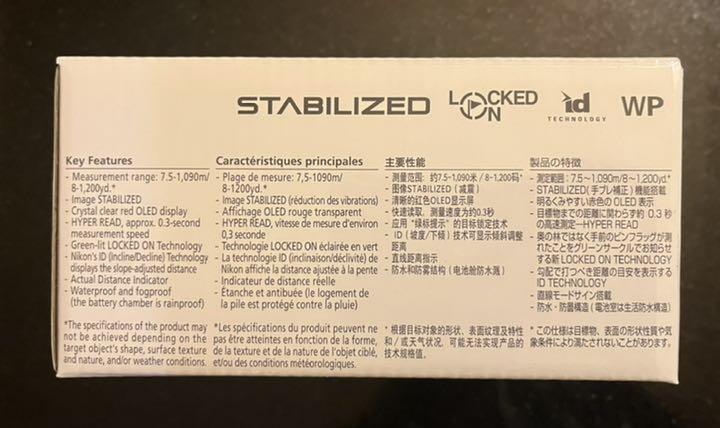 STABILIZED
LOCKED
ON
id
TECHNOLOGY
WP
Key Features
- Measurement range: 7.5-1,090m/
8-1,200yd.*
- Image STABILIZED
- Crystal clear red OLED display
- HYPER READ, approx. 0.3-second
measurement speed
- Green-lit LOCKED ON Technology
- Nikon's ID (Incline/Decline) Technology
displays the slope-adjusted distance
- Actual Distance Indicator
- Waterproof and fogproof
(the battery chamber is rainproof)
*The specifications of the product may
not be achieved depending on the
target object's shape, surface texture
and nature, and/or weather conditions.
Caractéristiques principales
- Plage de mesure: 7,5-1090m/
8-1200yd.*
- Image STABILIZED (réduction des vibrations)
- Affichage OLED rouge transparent
- HYPER READ, vitesse de mesure d'environ
0,3 seconde
- Technologie LOCKED ON éclairée en vert
- La technologie ID (inclinaison/déclivité) de
Nikon affiche la distance ajustée à la pente
- Indicateur de distance réelle
- Étanche et antibuée (le logement de
la pile est protégé contre la pluie)
*Les spécifications du produit peuvent ne
pas être atteintes en fonction de la forme,
de la texture et de la nature de l'objet ciblé,
et/ou des conditions météorologiques.
主要性能
- 测量范围: 约7.5-1,090米 / 8-1,200码*
- 图像STABILIZED (减震)
- 清晰的红色OLED显示屏
- 快速读取, 测量速度为约0.3秒
- 应用 “绿标提示” 的目标锁定技术
- iD (坡度/下倾) 技术可显示倾斜调整
距离
- 直线距离指示
- 防水和防雾结构 (电池舱防水溅)
* 根据目标对象的形状、表面纹理及特性
和 / 或天气状况, 可能无法实现产品的
技术规格值.
製品の特徴
- 測定範囲: 7.5~1,090m/8~1,200yd.*
- STABILIZED(手ブレ補正) 機能搭載
- 明るくみやすい赤色の OLED 表示
- 目標物までの距離に関わらず約 0.3 秒
の高速測定—HYPER READ
- 奥の林ではなく手前のピンフラッグが測
れたことをグリーンサークルでお知らせ
する新 LOCKED ON TECHNOLOGY
- 勾配で打つべき距離の目安を表示する
ID TECHNOLOGY
- 直線モードサイン搭載
- 防水・防曇構造 (電池室は生活防水構造)
* この仕様は目標物、表面の形状性質や気
象条件により満たされないことがあります。